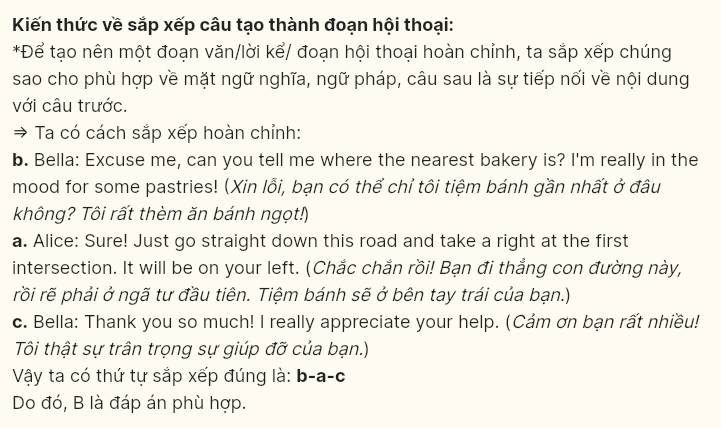 Kiến thức về sắp xếp câu tạo thành đoạn hội thoại:
*Để tạo nên một đoạn văn/lời kể/ đoạn hội thoại hoàn chỉnh, ta sắp xếp chúng
sao cho phù hợp về mặt ngữ nghĩa, ngữ pháp, câu sau là sự tiếp nối về nội dung
với câu trước.
⇒ Ta có cách sắp xếp hoàn chỉnh:
b. Bella: Excuse me, can you tell me where the nearest bakery is? I'm really in the
mood for some pastries! (Xin lỗi, bạn có thể chỉ tôi tiệm bánh gần nhất ở đâu
không? Tôi rất thèm ăn bánh ngọt!)
a. Alice: Sure! Just go straight down this road and take a right at the first
intersection. It will be on your left. (Chắc chắn rồi! Bạn đi thẳng con đường này,
rồi rẽ phải ở ngã tư đầu tiên. Tiệm bánh sẽ ở bên tay trái của bạn.)
c. Bella: Thank you so much! I really appreciate your help. (Cảm ơn bạn rất nhiều!
Tôi thật sự trân trọng sự giúp đỡ của bạn.)
Vậy ta có thứ tự sắp xếp đúng là: b-a-c
Do đó, B là đáp án phù hợp.